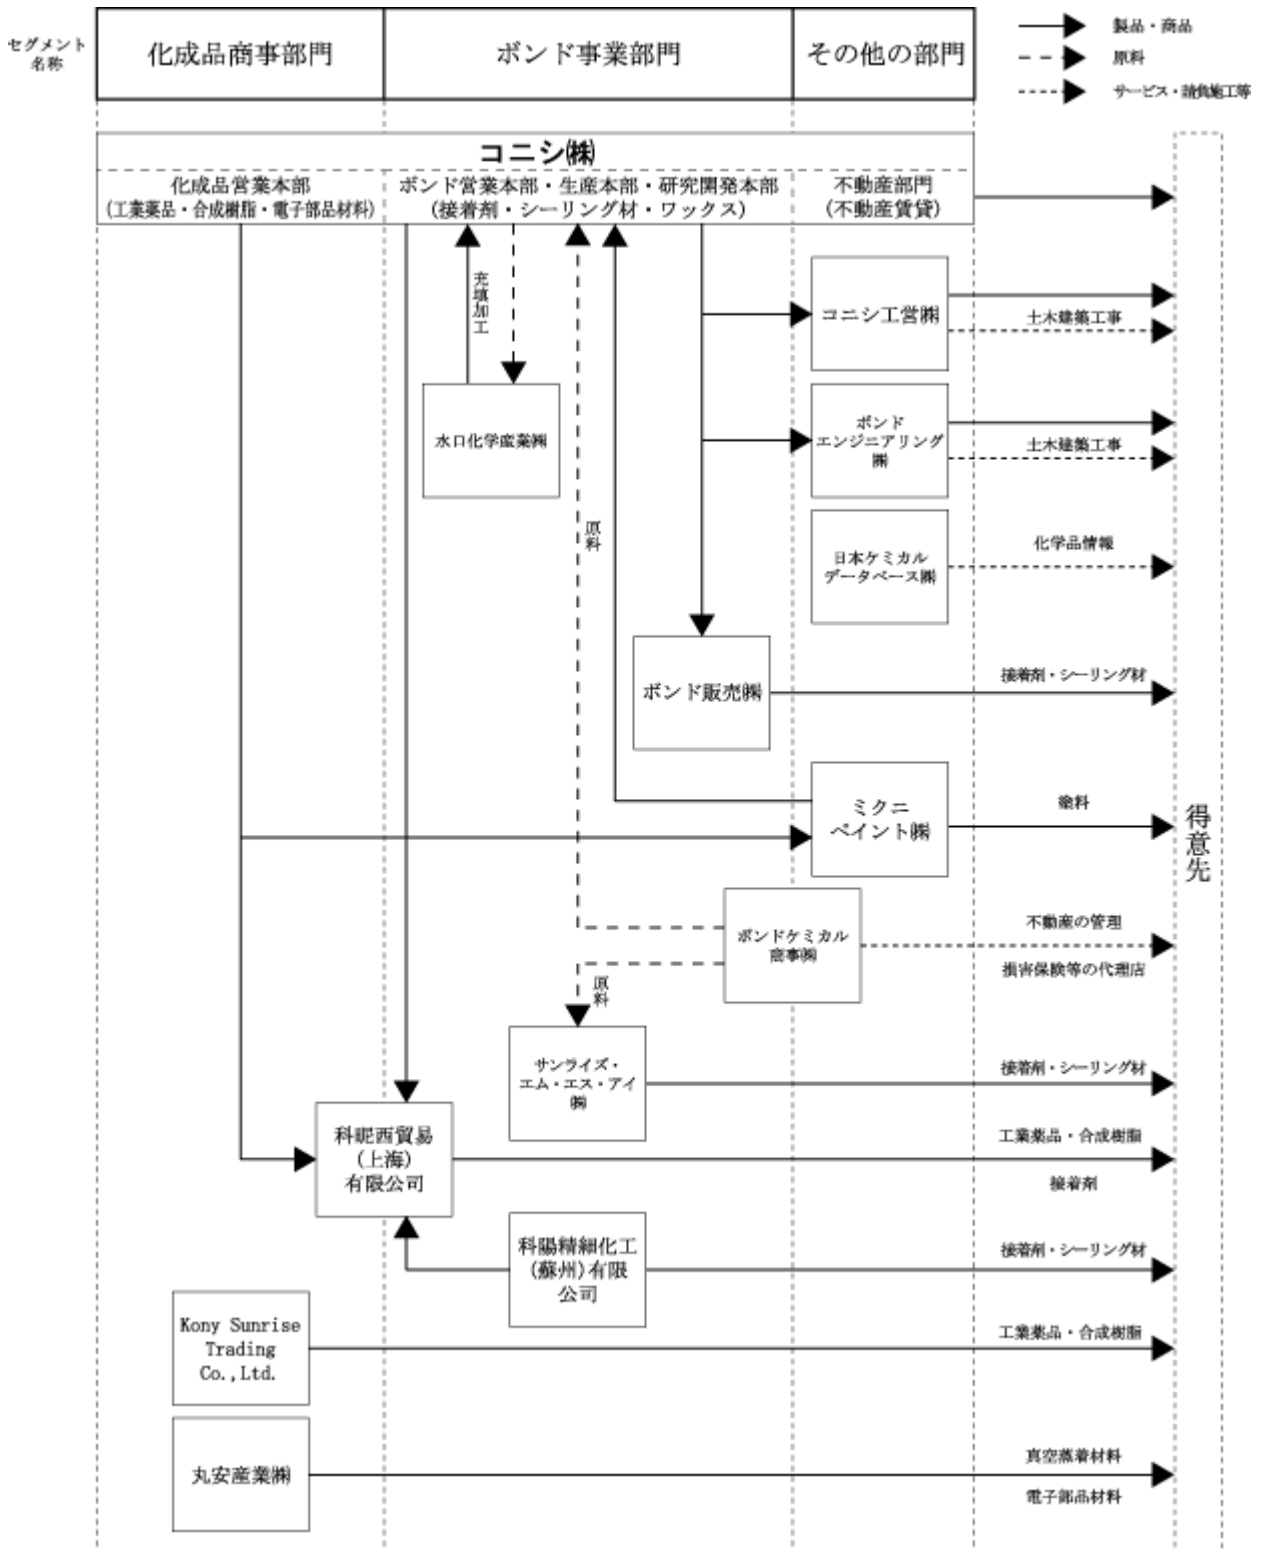 セグメント
名称
化成品商事部門
ボンド事業部門
その他の部門
製品・商品
原料
サービス・請負施工等
コニシ㈱
化成品営業本部
(工業薬品・合成樹脂・電子部品材料)
ボンド営業本部・生産本部・研究開発本部
(接着剤・シーリング材・ワックス)
不動産部門
(不動産賃貸)
充填加工
コニシ工営㈱
土木建築工事
水口化学産業㈱
ボンド
エンジニアリング
㈱
土木建築工事
原料
日本ケミカル
データベース㈱
化学品情報
ボンド販売㈱
接着剤・シーリング材
ミクニ
ペイント㈱
塗料
得意先
ボンドケミカル
商事㈱
不動産の管理
損害保険等の代理店
原料
サンライズ・
エム・エス・アイ
㈱
接着剤・シーリング材
科昵西貿易
(上海)
有限公司
工業薬品・合成樹脂
接着剤
科陽精細化工
(蘇州)有限
公司
接着剤・シーリング材
Kony Sunrise
Trading
Co.,Ltd.
工業薬品・合成樹脂
丸安産業㈱
真空蒸着材料
電子部品材料